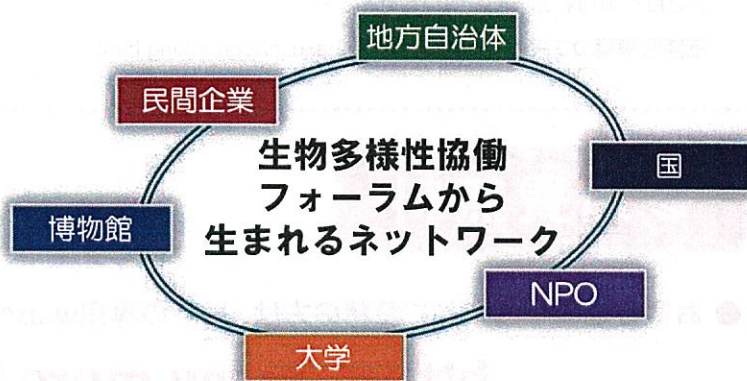 地方自治体
民間企業
生物多様性協働
フォーラムから
生まれるネットワーク
国
博物館
NPO
大学